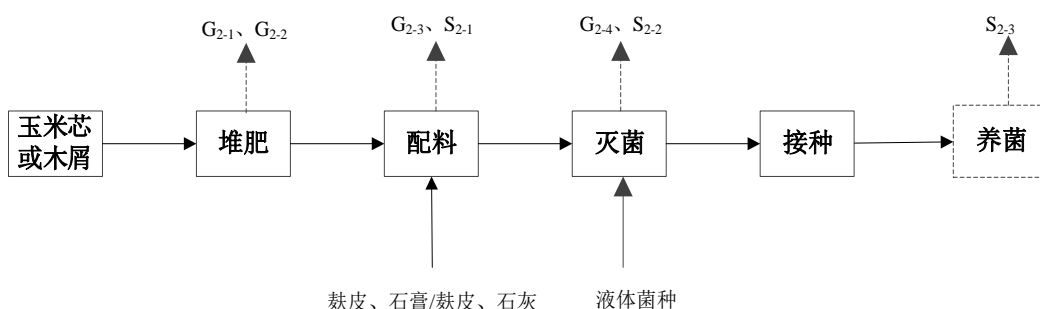 G2-1、G2-2
G2-3、S2-1
G2-4、S2-2
S2-3
玉米芯
或木屑
堆肥
配料
灭菌
接种
养菌
麸皮、石膏/麸皮、石灰
液体菌种